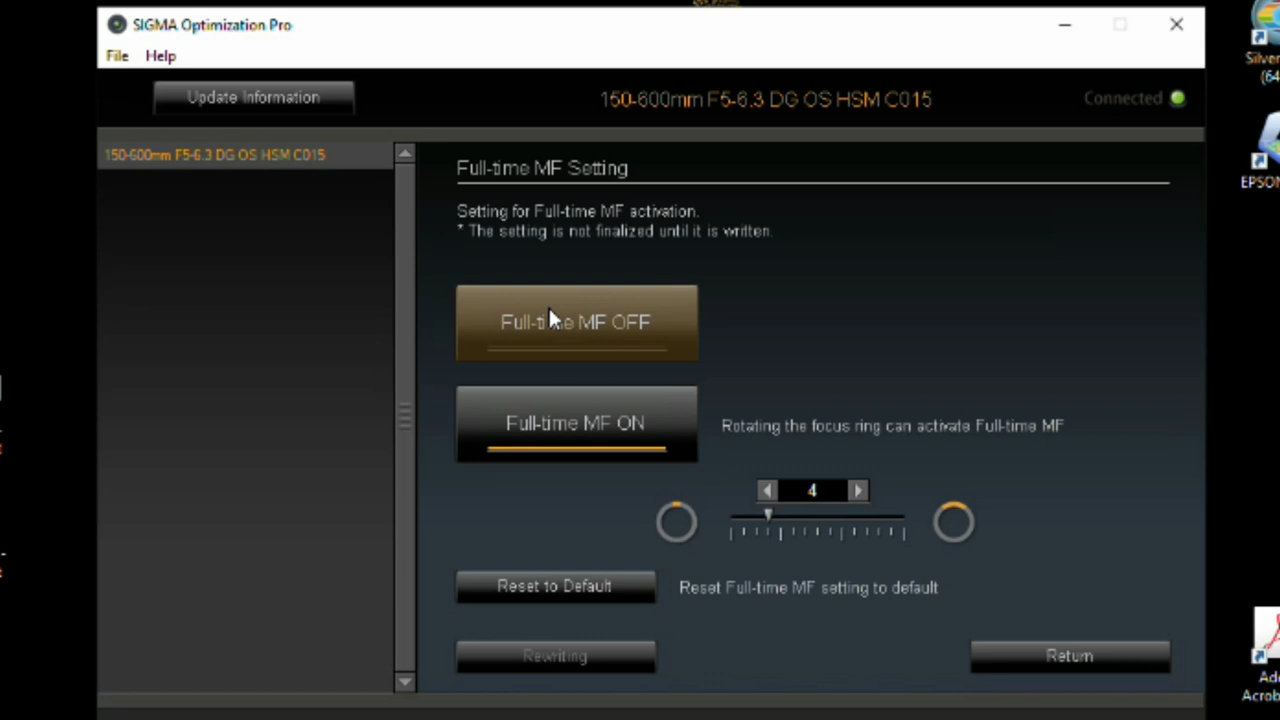 SIGMA Optimization Pro
File Help
Update Information
150-600mm F5-6.3 DG OS HSM C015
Connected
150-600mm F5-6.3 DG OS HSM C015
Full-time MF Setting
Setting for Full-time MF activation.
* The setting is not finalized until it is written.
Full-time MF OFF
Full-time MF ON
Rotating the focus ring can activate Full-time MF
4
Reset to Default
Reset Full-time MF setting to default
Rewriting
Return
Silver
(64
EPSON
Ado
Acroba